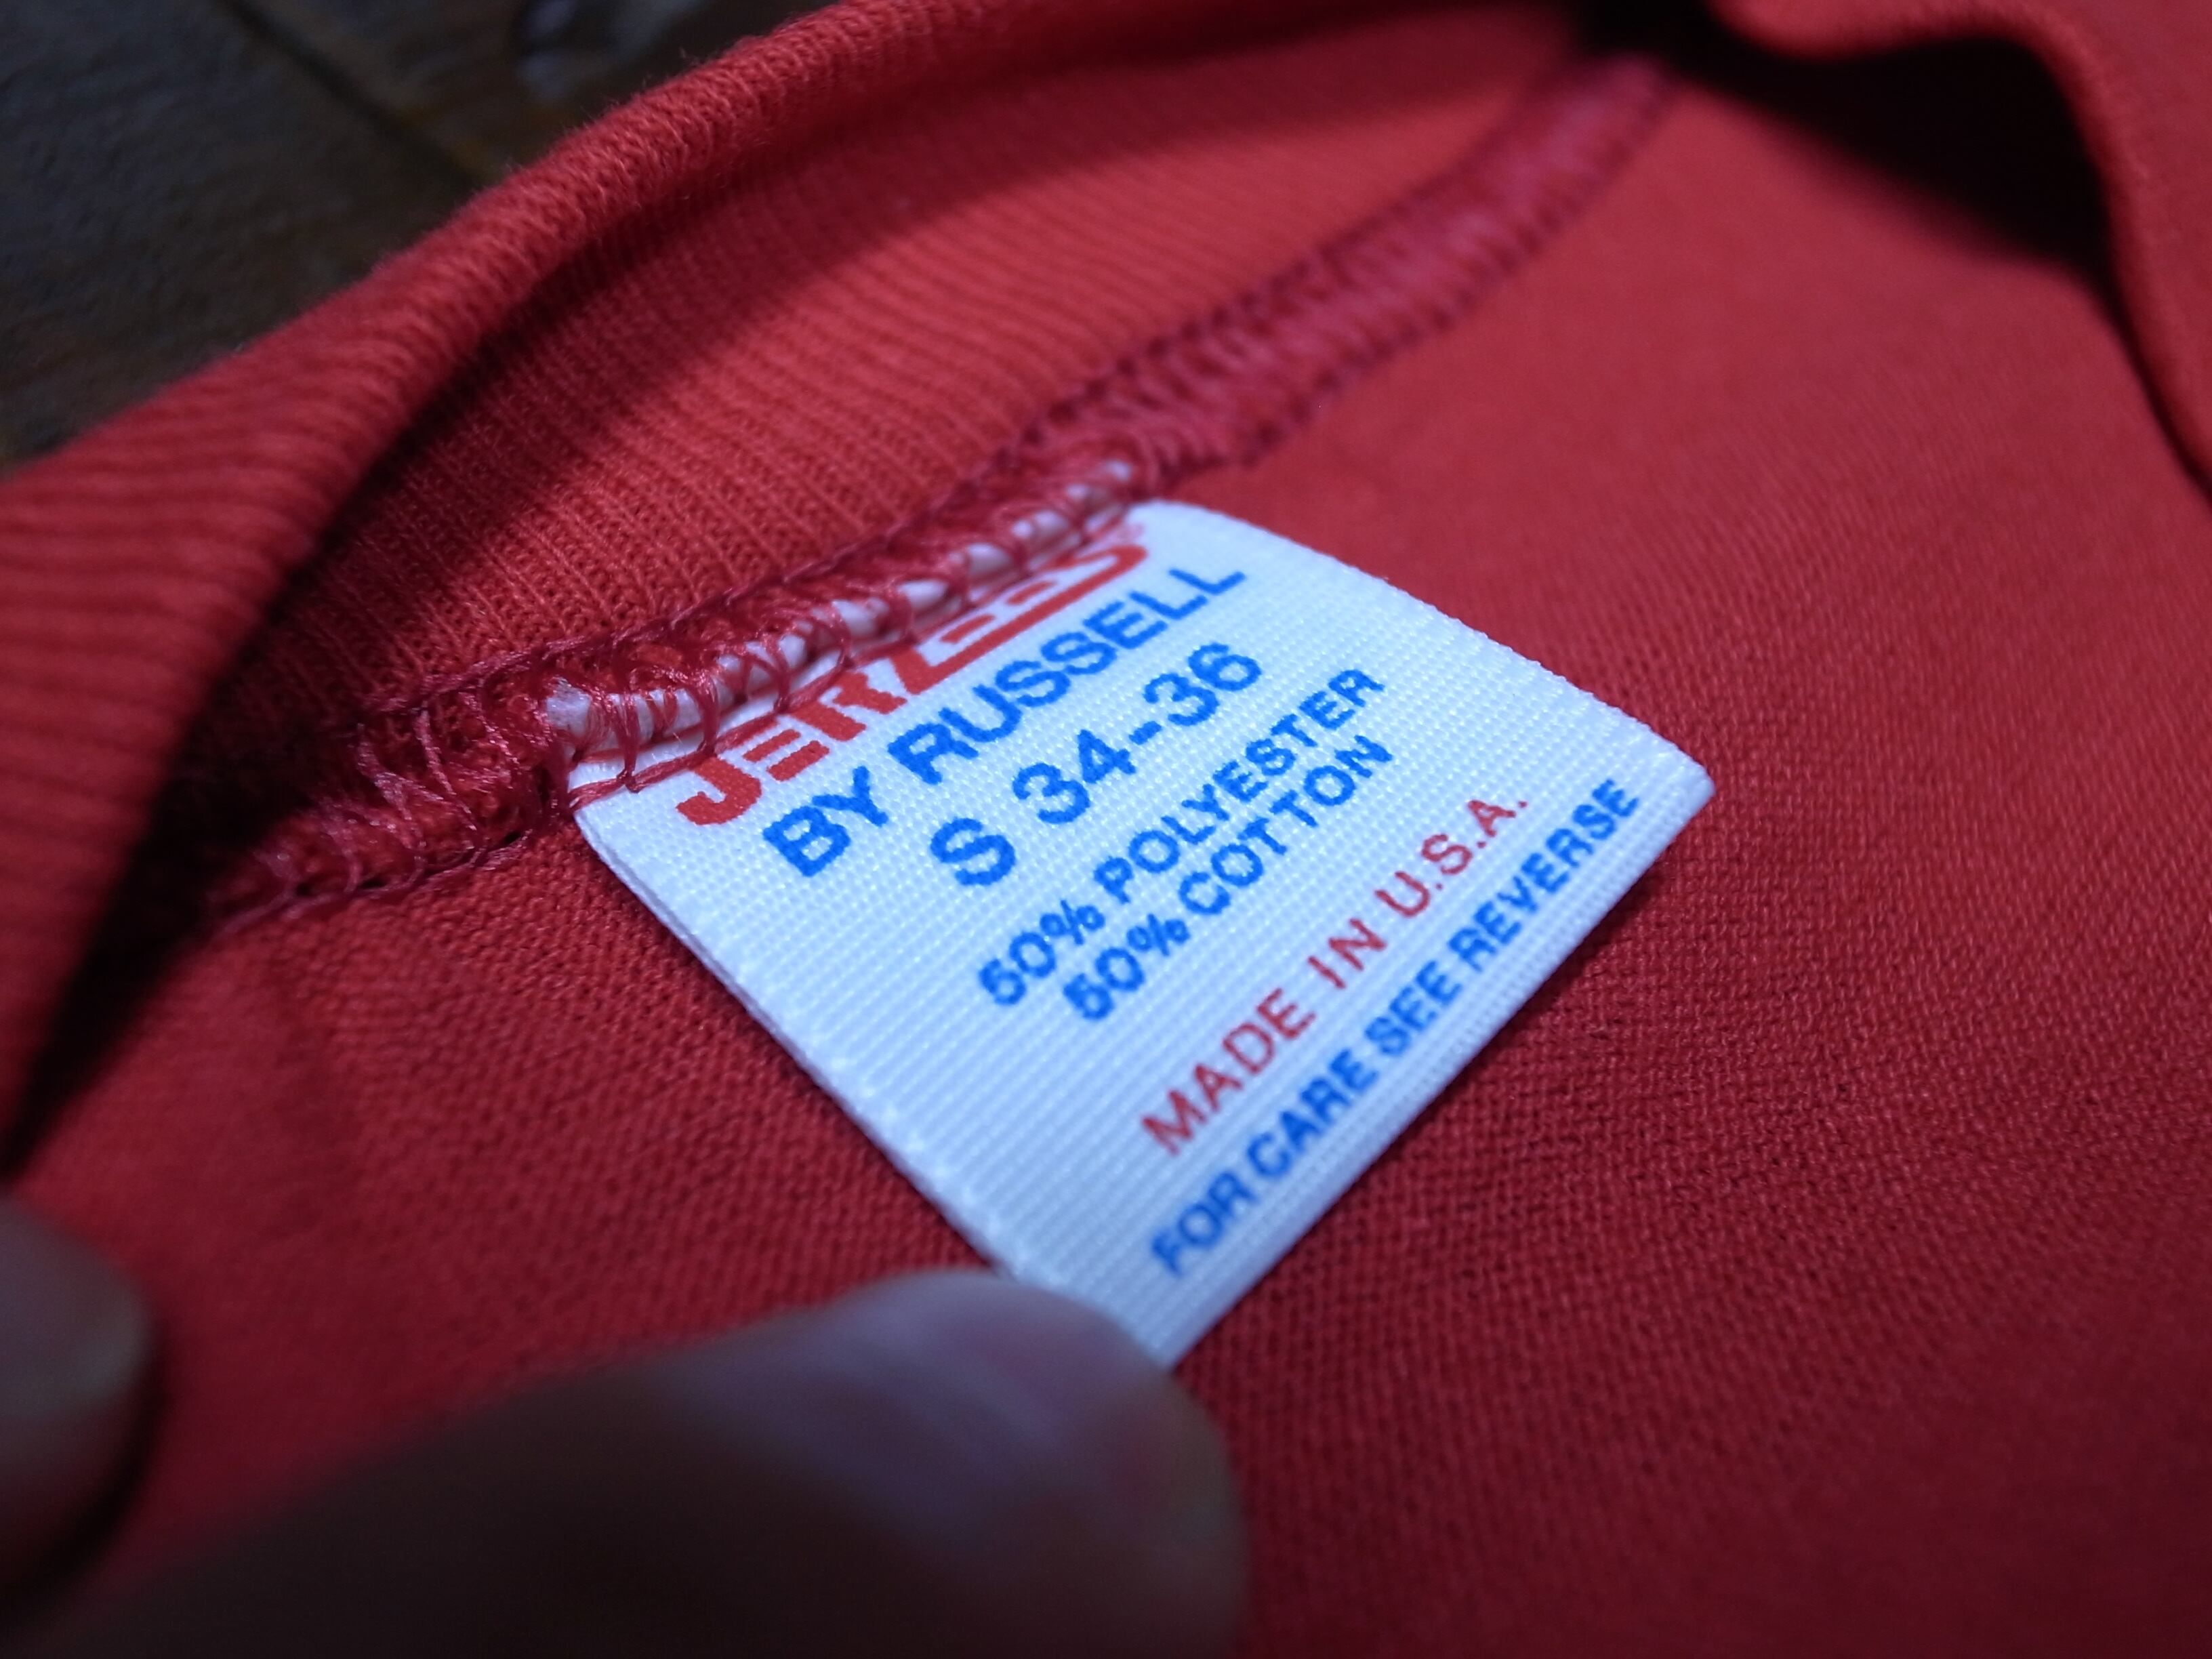 JERZEES
BY RUSSELL
S 34-36
50% POLYESTER
50% COTTON
MADE IN U.S.A.
FOR CARE SEE REVERSE